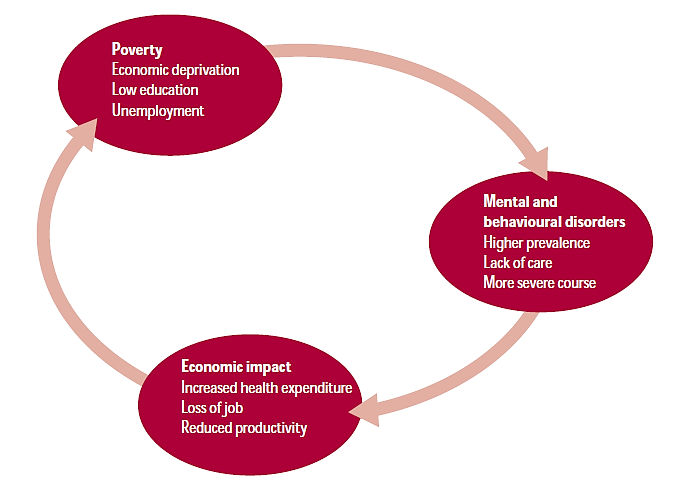 Poverty
Economic deprivation
Low education
Unemployment
Mental and
behavioural disorders
Higher prevalence
Lack of care
More severe course
Economic impact
Increased health expenditure
Loss of job
Reduced productivity